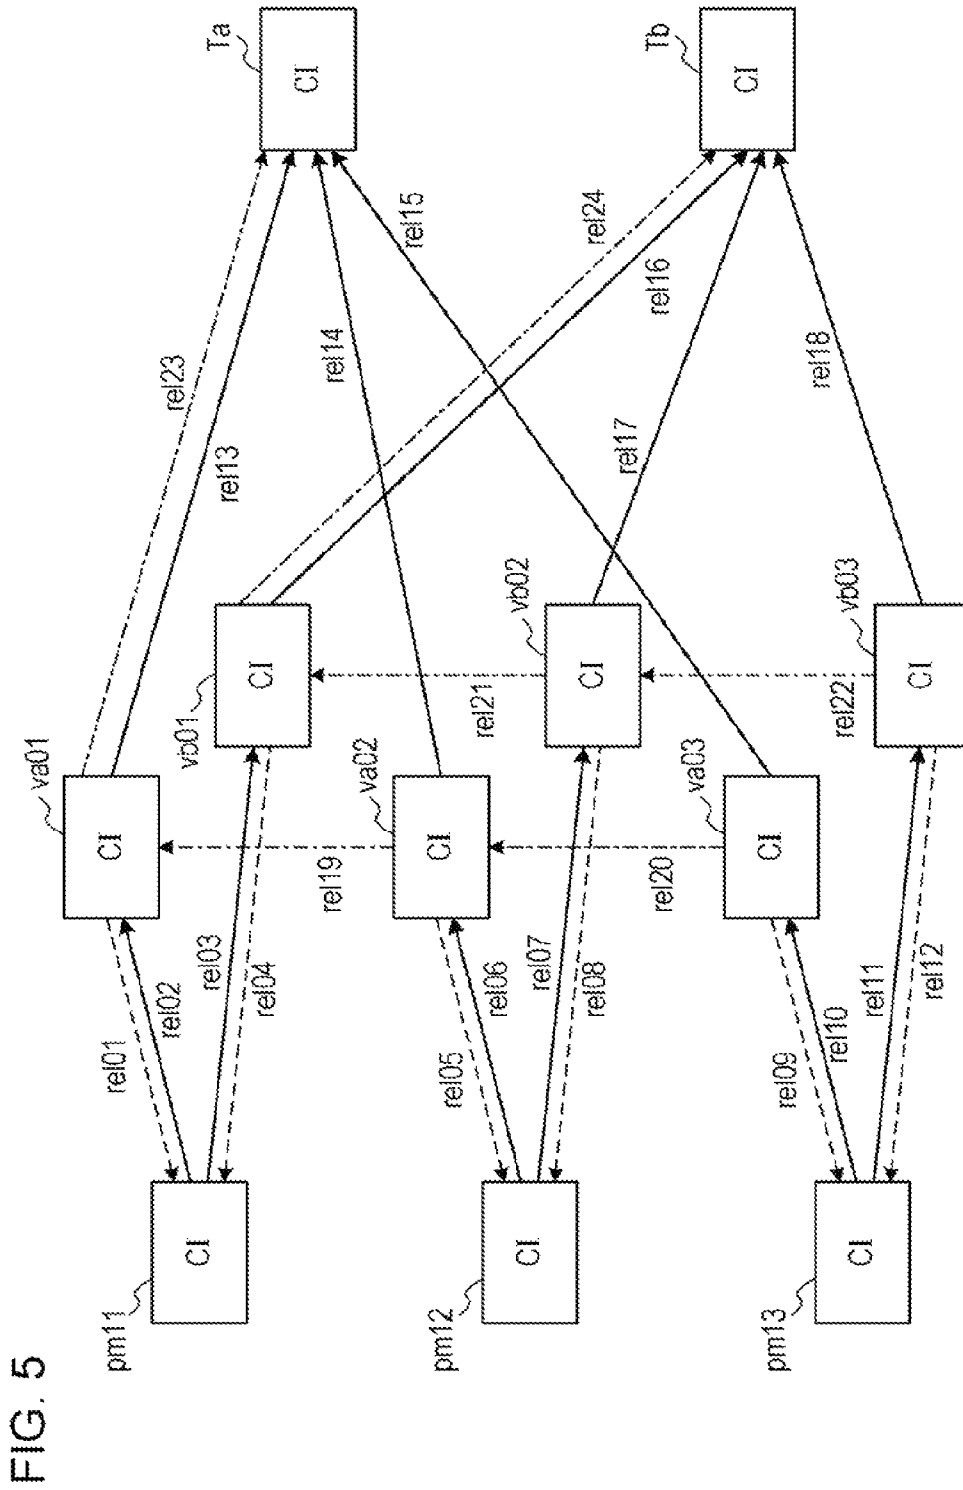 FIG. 5
pm11
CI
pm12
CI
pm13
CI
rel01
rel02
rel03
rel04
rel05
rel06
rel07
rel08
rel09
rel10
rel11
rel12
va01
CI
va02
CI
va03
CI
rel19
rel20
vb01
CI
vb02
CI
vb03
CI
rel21
rel22
rel23
rel13
rel14
rel15
rel24
rel16
rel17
rel18
Ta
CI
Tb
CI